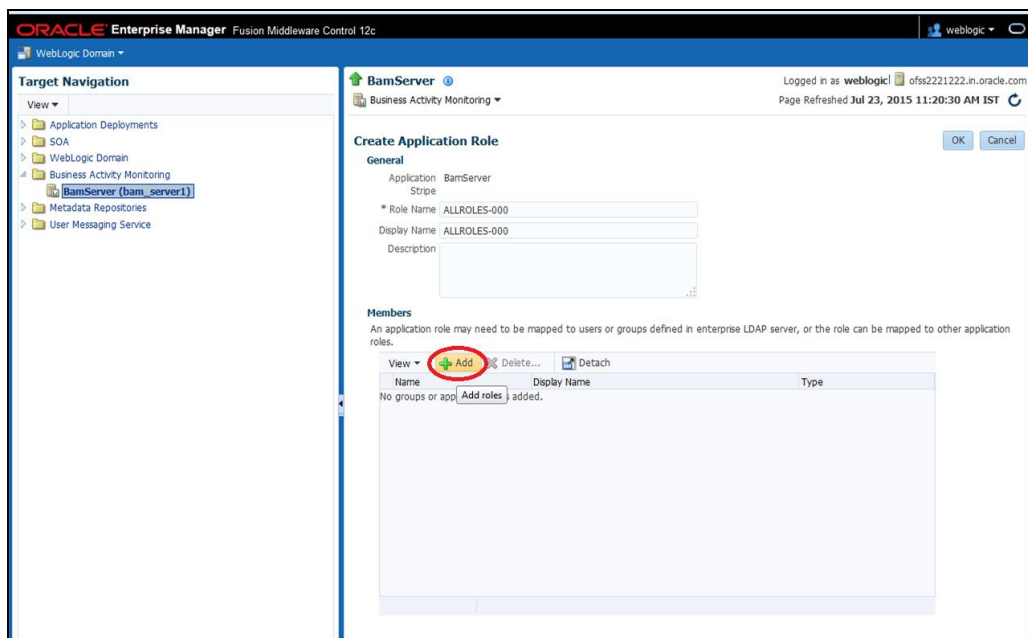 ORACLE Enterprise Manager Fusion Middleware Control 12c
weblogic
WebLogic Domain
Target Navigation
View
Application Deployments
SOA
WebLogic Domain
Business Activity Monitoring
BamServer (bam_server1)
Metadata Repositories
User Messaging Service
BamServer
Logged in as weblogic
ofss2221222.in.oracle.com
Business Activity Monitoring
Page Refreshed Jul 23, 2015 11:20:30 AM IST
Create Application Role
OK Cancel
General
Application BamServer
Stripe
* Role Name ALLROLES-000
Display Name ALLROLES-000
Description
Members
An application role may need to be mapped to users or groups defined in enterprise LDAP server, or the role can be mapped to other application
roles.
View Add Delete... Detach
Name Display Name Type
No groups or app added.
Add roles